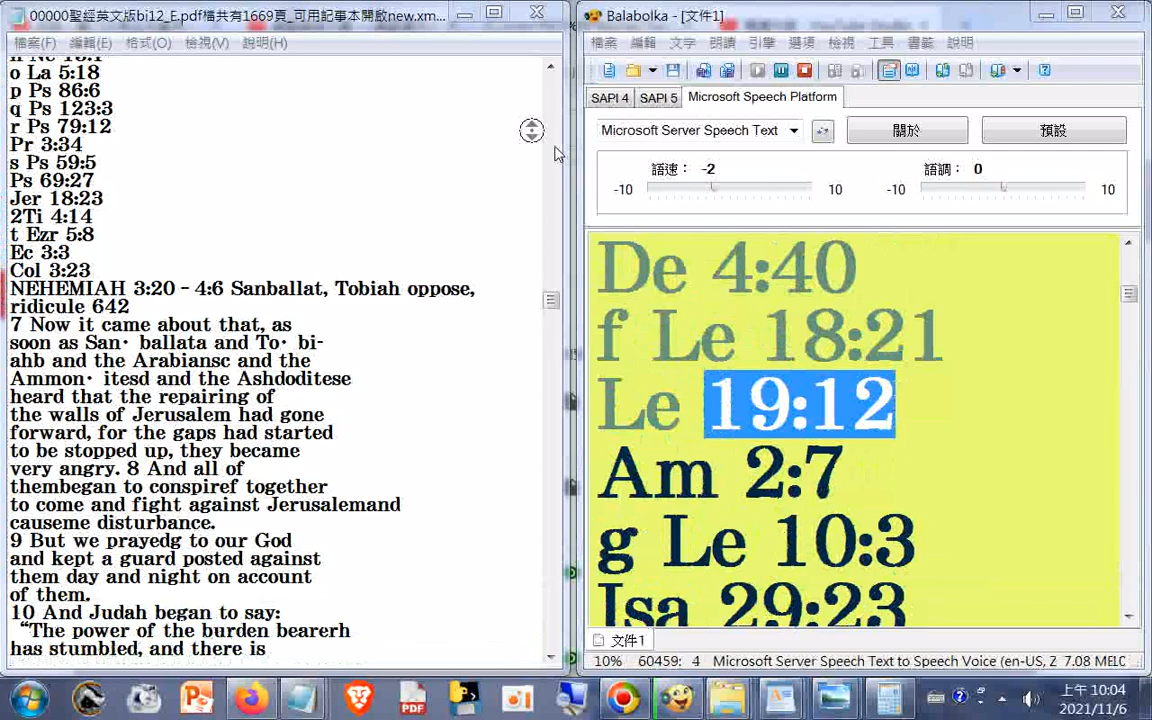 00000聖經英文版bi12_E.pdf檔共有1669頁_可用記事本開啟new.xm...
檔案(F) 編輯(E) 格式(O) 檢視(V) 說明(H)
o La 5:18
p Ps 86:6
q Ps 123:3
r Ps 79:12
Pr 3:34
s Ps 59:5
Ps 69:27
Jer 18:23
2Ti 4:14
t Ezr 5:8
Ec 3:3
Col 3:23
NEHEMIAH 3:20 - 4:6 Sanballat, Tobiah oppose,
ridicule 642
7 Now it came about that, as
soon as San· ballata and To· bi-
ahb and the Arabiansc and the
Ammon· itesd and the Ashdoditese
heard that the repairing of
the walls of Jerusalem had gone
forward, for the gaps had started
to be stopped up, they became
very angry. 8 And all of
thembegan to conspiref together
to come and fight against Jerusalemand
causeme disturbance.
9 But we prayedg to our God
and kept a guard posted against
them day and night on account
of them.
10 And Judah began to say:
“The power of the burden bearerh
has stumbled, and there is
Balabolka - [文件1]
檔案 編輯 文字 朗讀 引擎 選項 檢視 工具 書籤 說明
SAPI 4 SAPI 5 Microsoft Speech Platform
Microsoft Server Speech Text 關於 預設
語速： -2 語調： 0
-10 10 -10 10
De 4:40
f Le 18:21
Le 19:12
Am 2:7
g Le 10:3
Isa 29:23
文件1
10% 60459: 4 Microsoft Server Speech Text to Speech Voice (en-US, Z 7.08 MELO
上午 10:04
2021/11/6